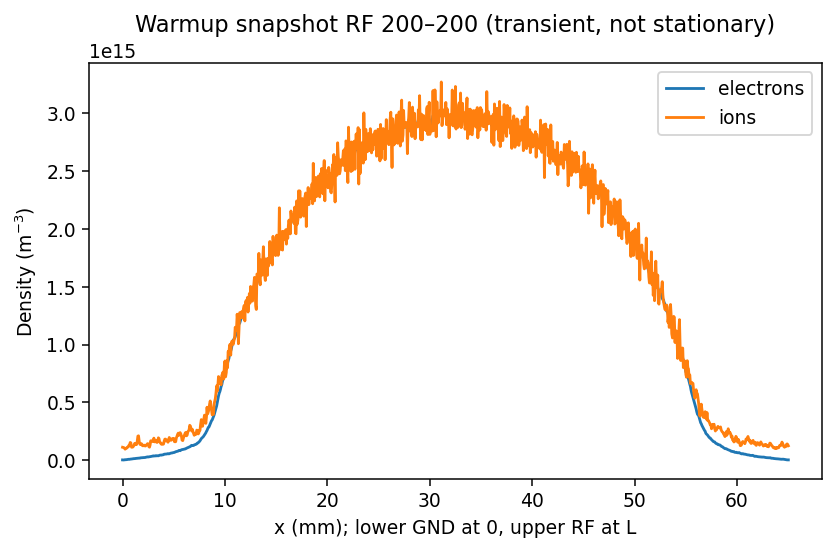 Warmup snapshot RF 200–200 (transient, not stationary)
1e15
electrons
ions
3.0
2.5
2.0
1.5
1.0
0.5
0.0
Density (m⁻³)
0 10 20 30 40 50 60
x (mm); lower GND at 0, upper RF at L